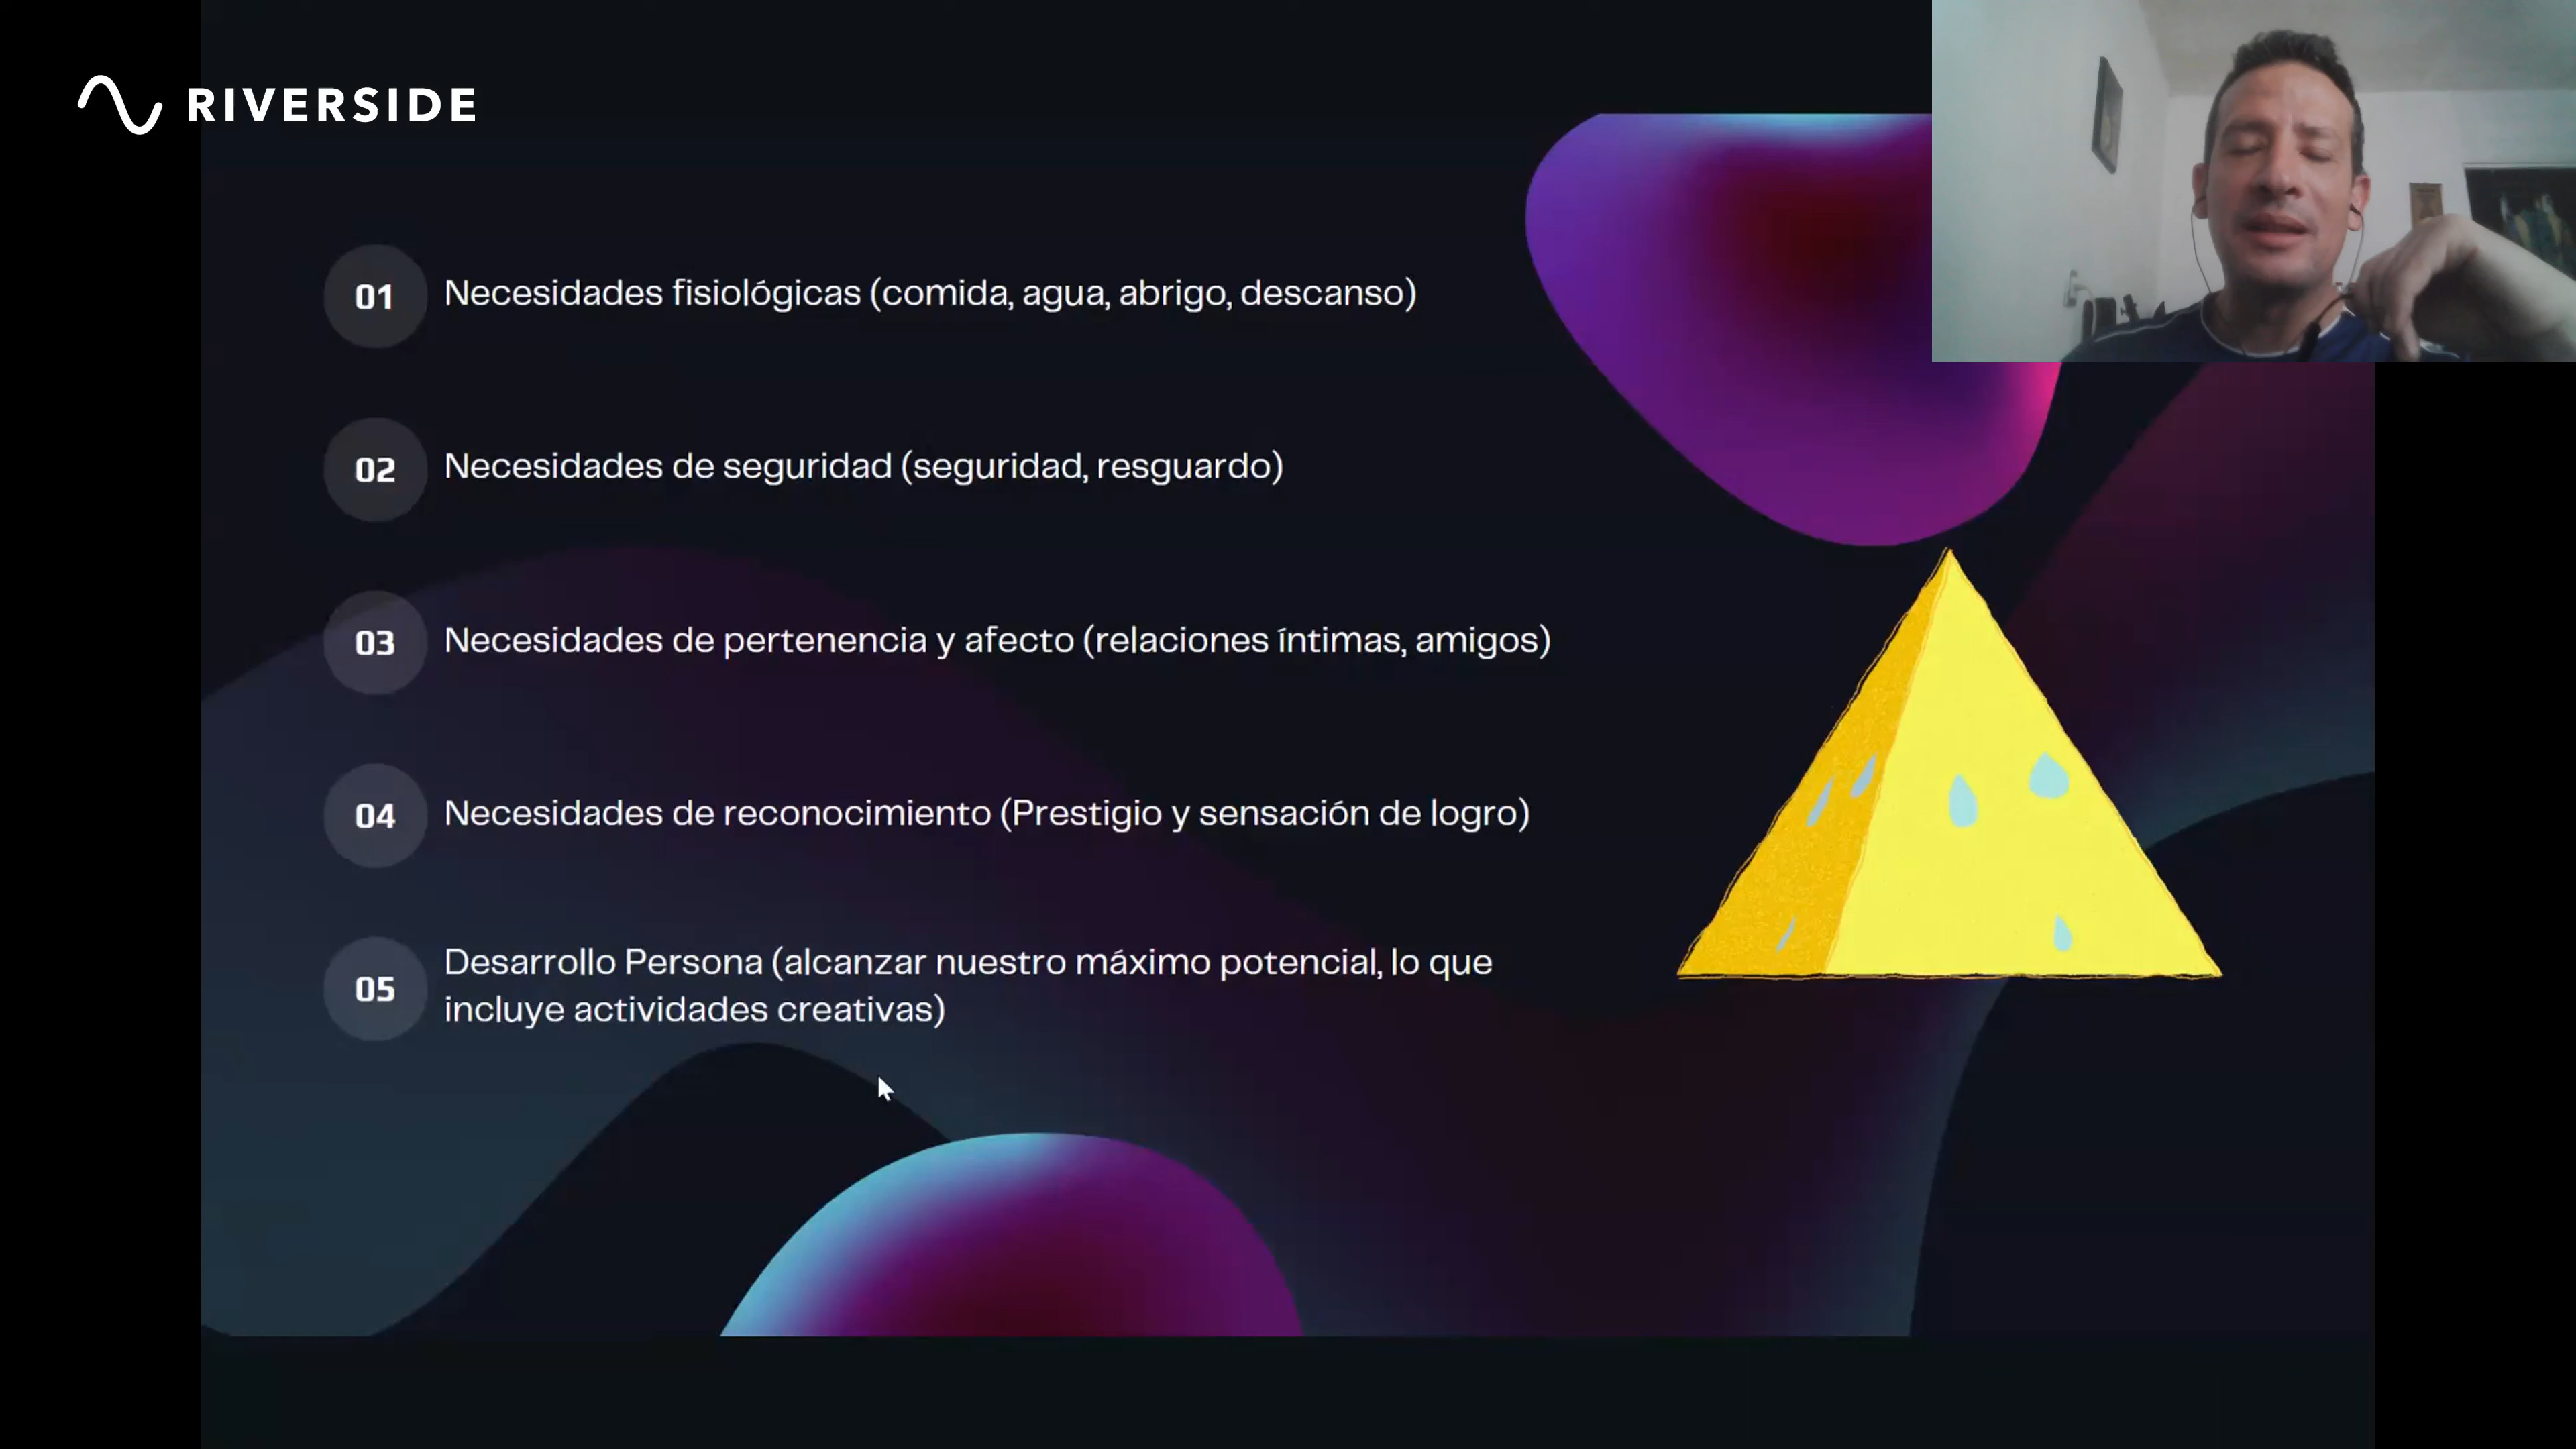 RIVERSIDE
01 Necesidades fisiológicas (comida, agua, abrigo, descanso)
02 Necesidades de seguridad (seguridad, resguardo)
03 Necesidades de pertenencia y afecto (relaciones íntimas, amigos)
04 Necesidades de reconocimiento (Prestigio y sensación de logro)
05 Desarrollo Persona (alcanzar nuestro máximo potencial, lo que
incluye actividades creativas)